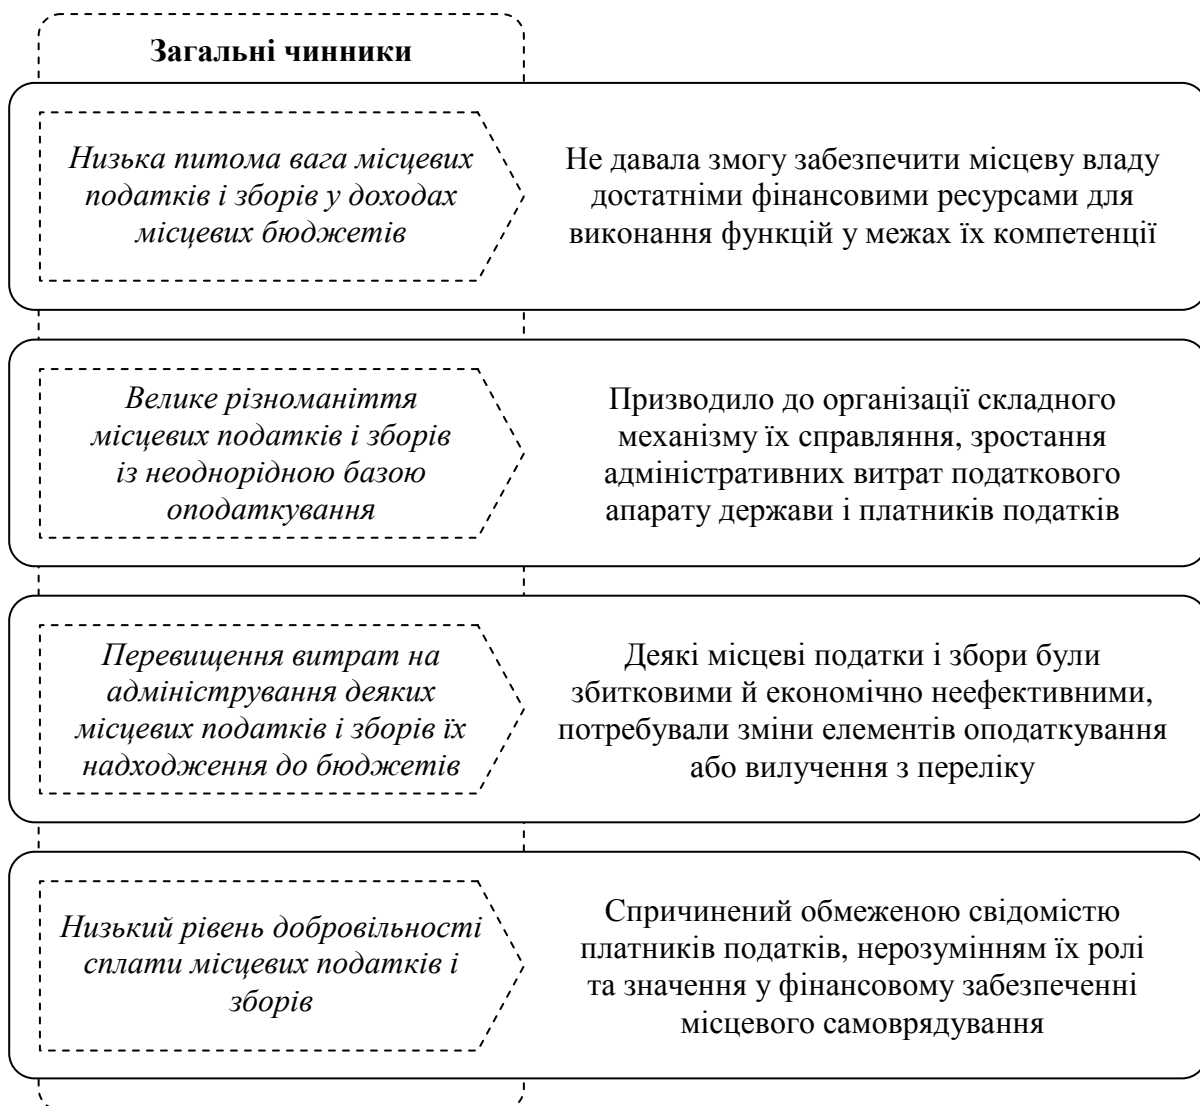 Загальні чинники
Низька питома вага місцевих
податків і зборів у доходах
місцевих бюджетів
Не давала змогу забезпечити місцеву владу
достатніми фінансовими ресурсами для
виконання функцій у межах їх компетенції
Велике різноманіття
місцевих податків і зборів
із неоднорідною базою
оподаткування
Призводило до організації складного
механізму їх справляння, зростання
адміністративних витрат податкового
апарату держави і платників податків
Перевищення витрат на
адміністрування деяких
місцевих податків і зборів їх
надходження до бюджетів
Деякі місцеві податки і збори були
збитковими й економічно неефективними,
потребували зміни елементів оподаткування
або вилучення з переліку
Низький рівень добровільності
сплати місцевих податків і
зборів
Спричинений обмеженою свідомістю
платників податків, нерозумінням їх ролі
та значення у фінансовому забезпеченні
місцевого самоврядування